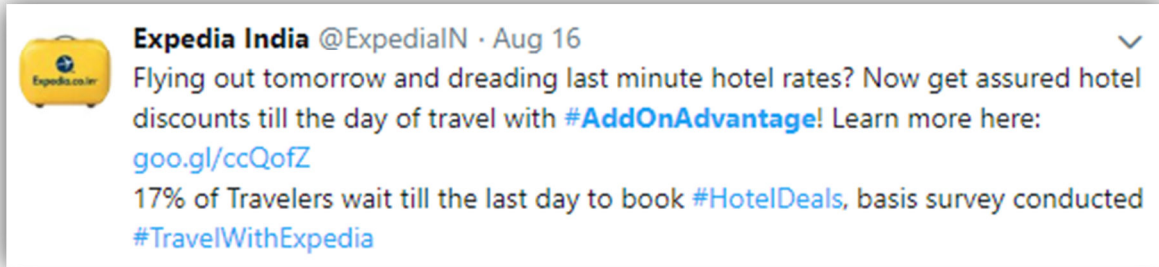 Expedia India @ExpediaIN · Aug 16
Flying out tomorrow and dreading last minute hotel rates? Now get assured hotel
discounts till the day of travel with #AddOnAdvantage! Learn more here:
goo.gl/ccQofZ
17% of Travelers wait till the last day to book #HotelDeals, basis survey conducted
#TravelWithExpedia
Expedia.co.in